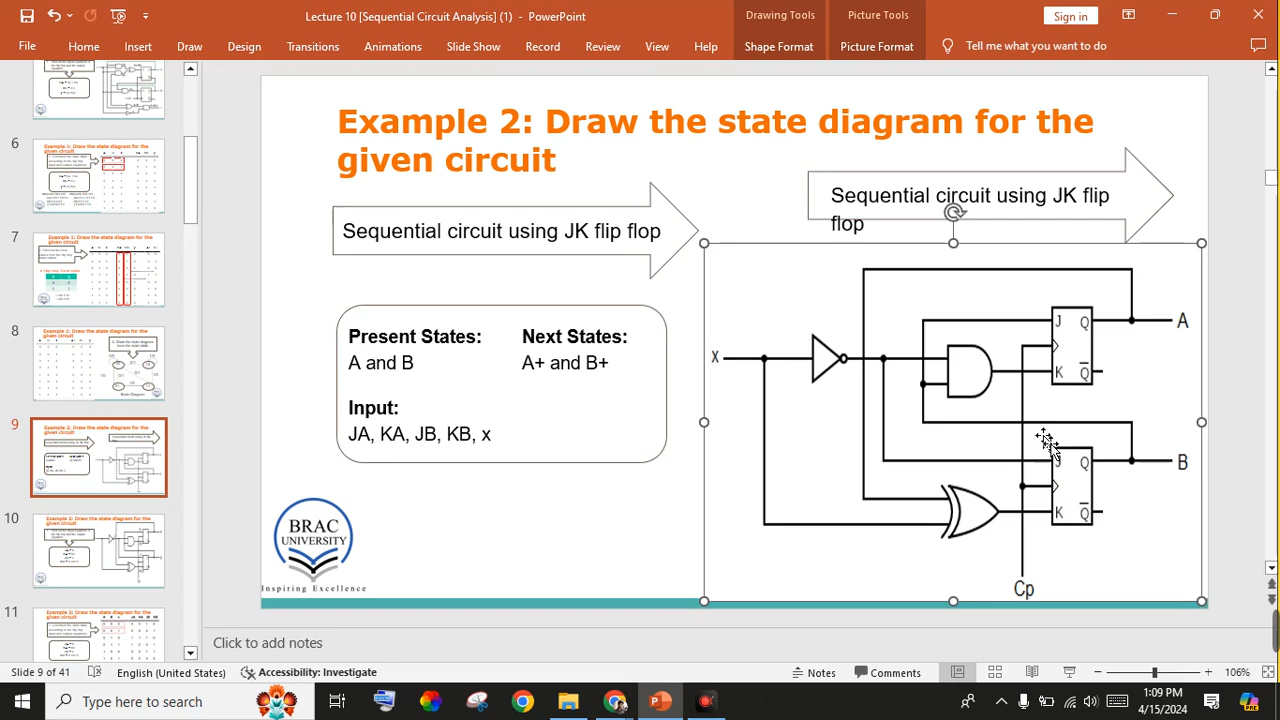 Lecture 10 [Sequential Circuit Analysis] (1) - PowerPoint
Drawing Tools
Picture Tools
Sign in
File
Home
Insert
Draw
Design
Transitions
Animations
Slide Show
Record
Review
View
Help
Shape Format
Picture Format
Tell me what you want to do
6
7
8
9
10
11
Example 2: Draw the state diagram for the
given circuit
Sequential circuit using JK flip flop
Sequential circuit using JK flip
flop
Present States:
A and B
Next States:
A+ and B+
Input:
JA, KA, JB, KB, x
x
J
Q
A
K
Q
J
Q
B
K
Q
Cp
BRAC
UNIVERSITY
Inspiring Excellence
Click to add notes
Slide 9 of 41
English (United States)
Accessibility: Investigate
Notes
Comments
106%
Type here to search
1:09 PM
4/15/2024